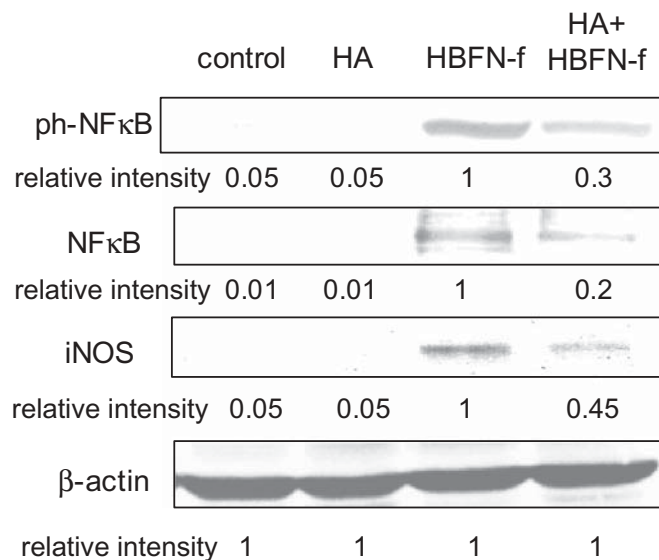 control HA HBFN-f HA+ HBFN-f
ph-NFκB
relative intensity 0.05 0.05 1 0.3
NFκB
relative intensity 0.01 0.01 1 0.2
iNOS
relative intensity 0.05 0.05 1 0.45
β-actin
relative intensity 1 1 1 1